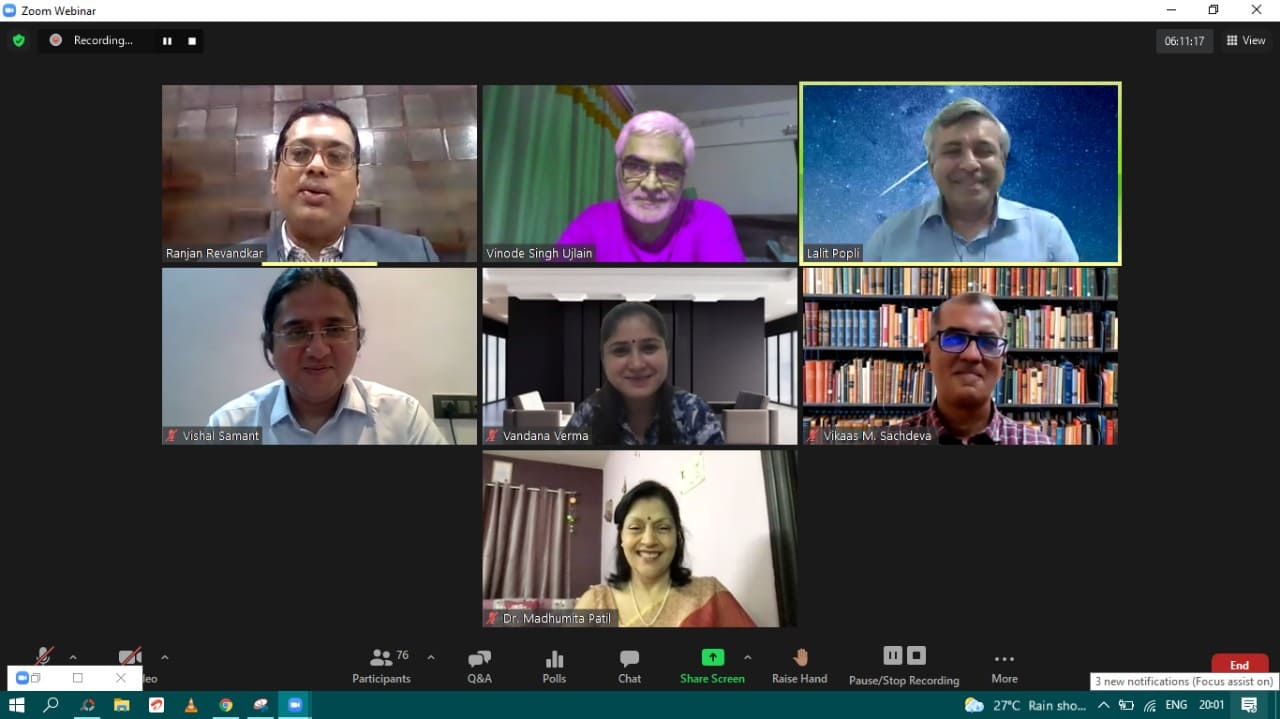 Zoom Webinar
Recording...
06:11:17
View
Ranjan Revandkar
Vinode Singh Ujlain
Lalit Popli
Vishal Samant
Vandana Verma
Vikaas M. Sachdeva
Dr. Madhumita Patil
76
Participants
Q&A
Polls
Chat
Share Screen
Raise Hand
Pause/Stop Recording
More
End
3 new notifications (Focus assist on)
27°C Rain sho...
ENG
20:01